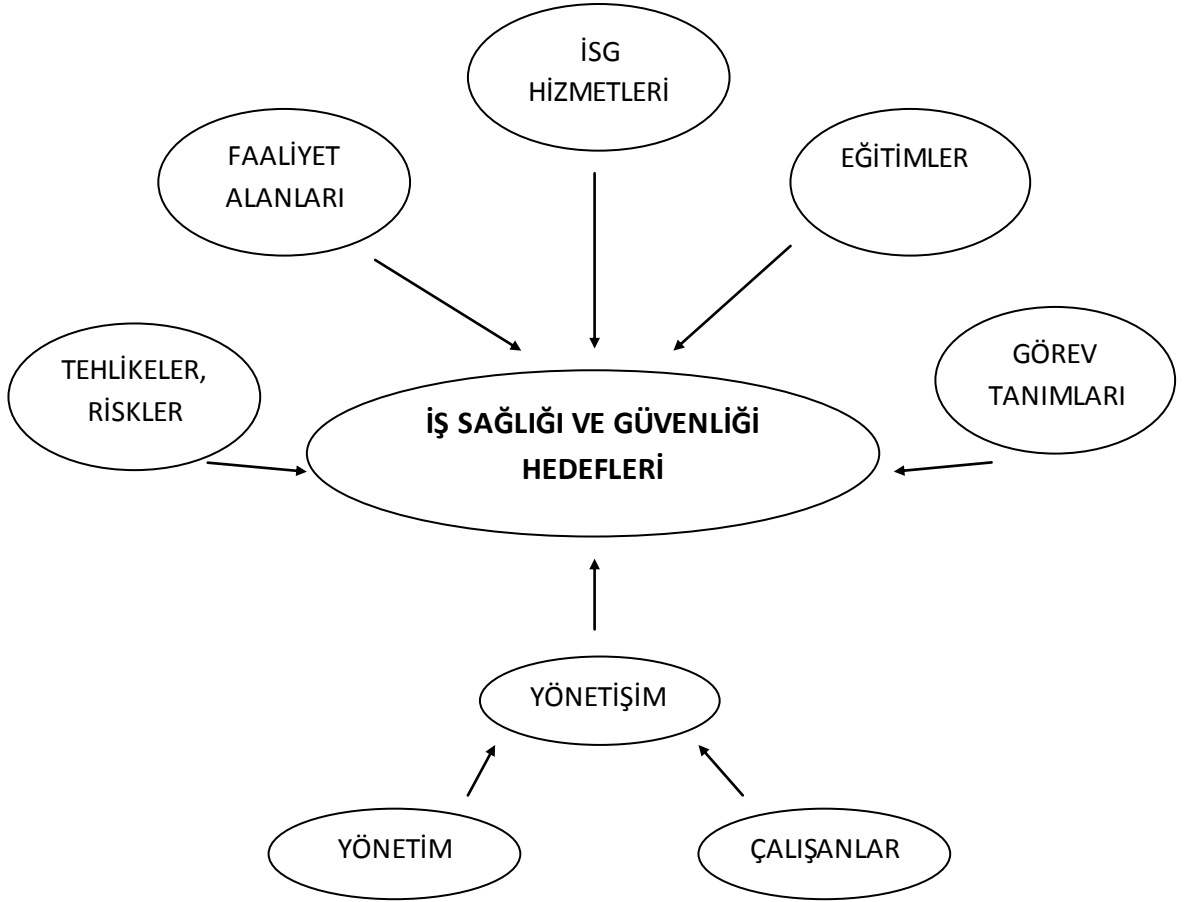 İSG
HİZMETLERİ
FAALİYET
ALANLARI
EĞİTİMLER
TEHLİKELER,
RİSKLER
GÖREV
TANIMLARI
İŞ SAĞLIĞI VE GÜVENLİĞİ
HEDEFLERİ
YÖNETİŞİM
YÖNETİM
ÇALIŞANLAR